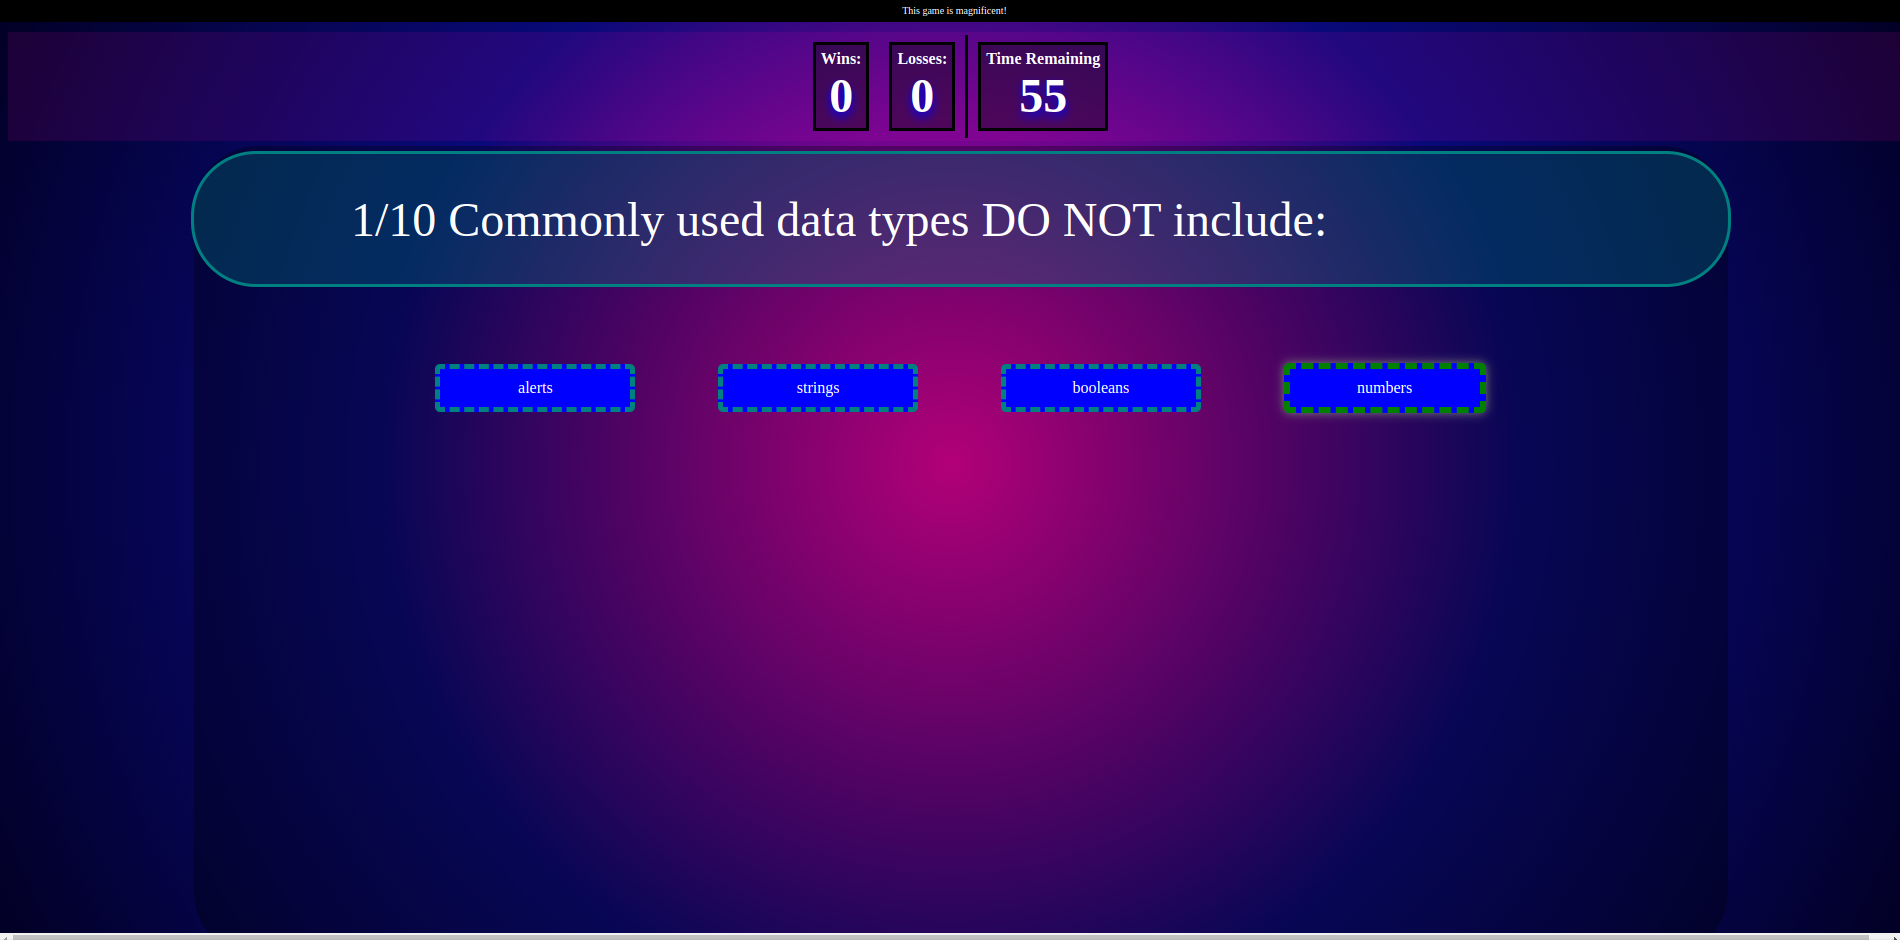 This game is magnificent!
Wins: Losses: Time Remaining
0 0 55
1/10 Commonly used data types DO NOT include:
alerts strings booleans numbers